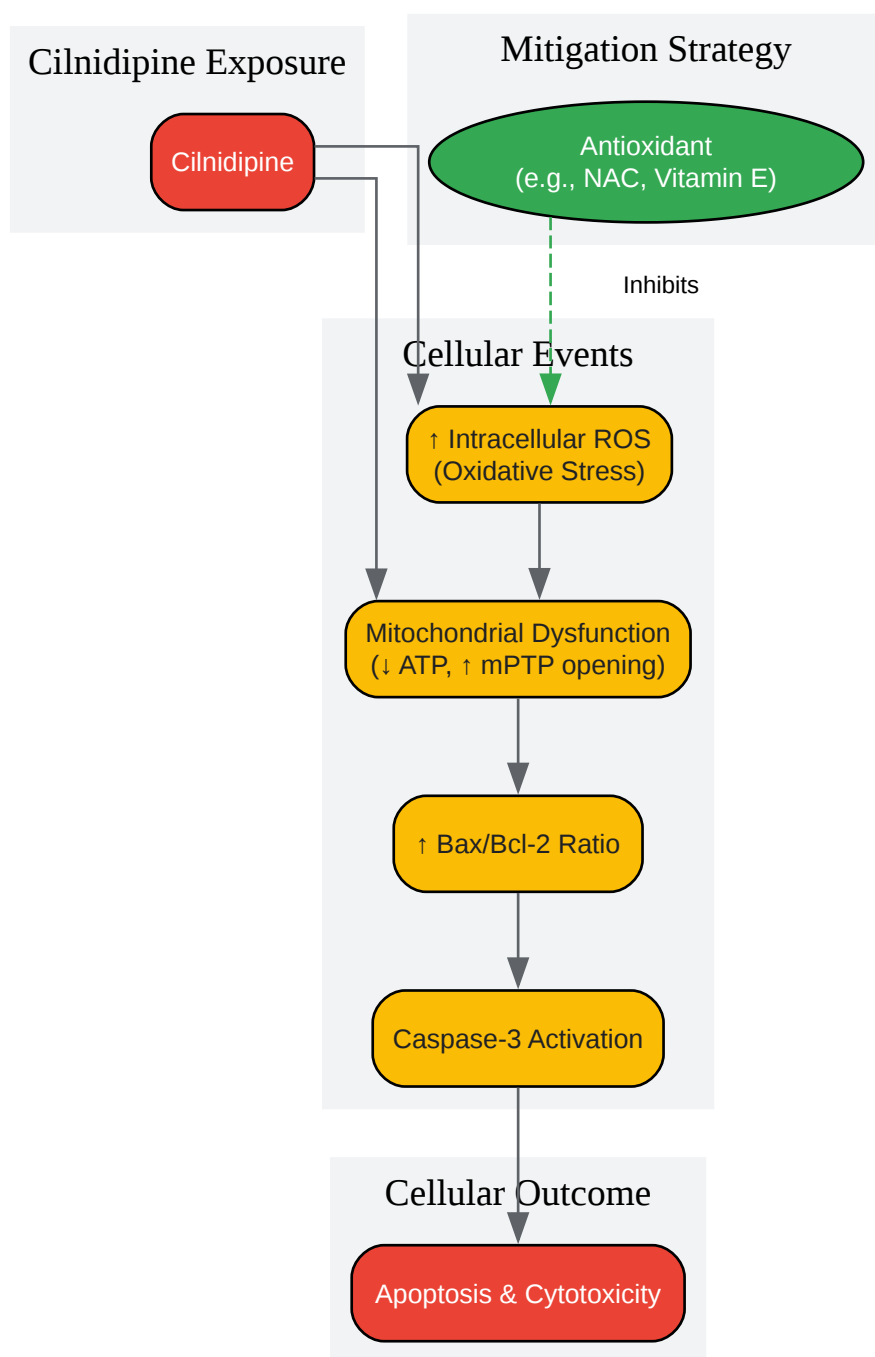 Cilnidipine Exposure
Mitigation Strategy
Cilnidipine
Antioxidant
(e.g., NAC, Vitamin E)
Inhibits
Cellular Events
↑ Intracellular ROS
(Oxidative Stress)
Mitochondrial Dysfunction
(↓ ATP, ↑ mPTP opening)
↑ Bax/Bcl-2 Ratio
Caspase-3 Activation
Cellular Outcome
Apoptosis & Cytotoxicity